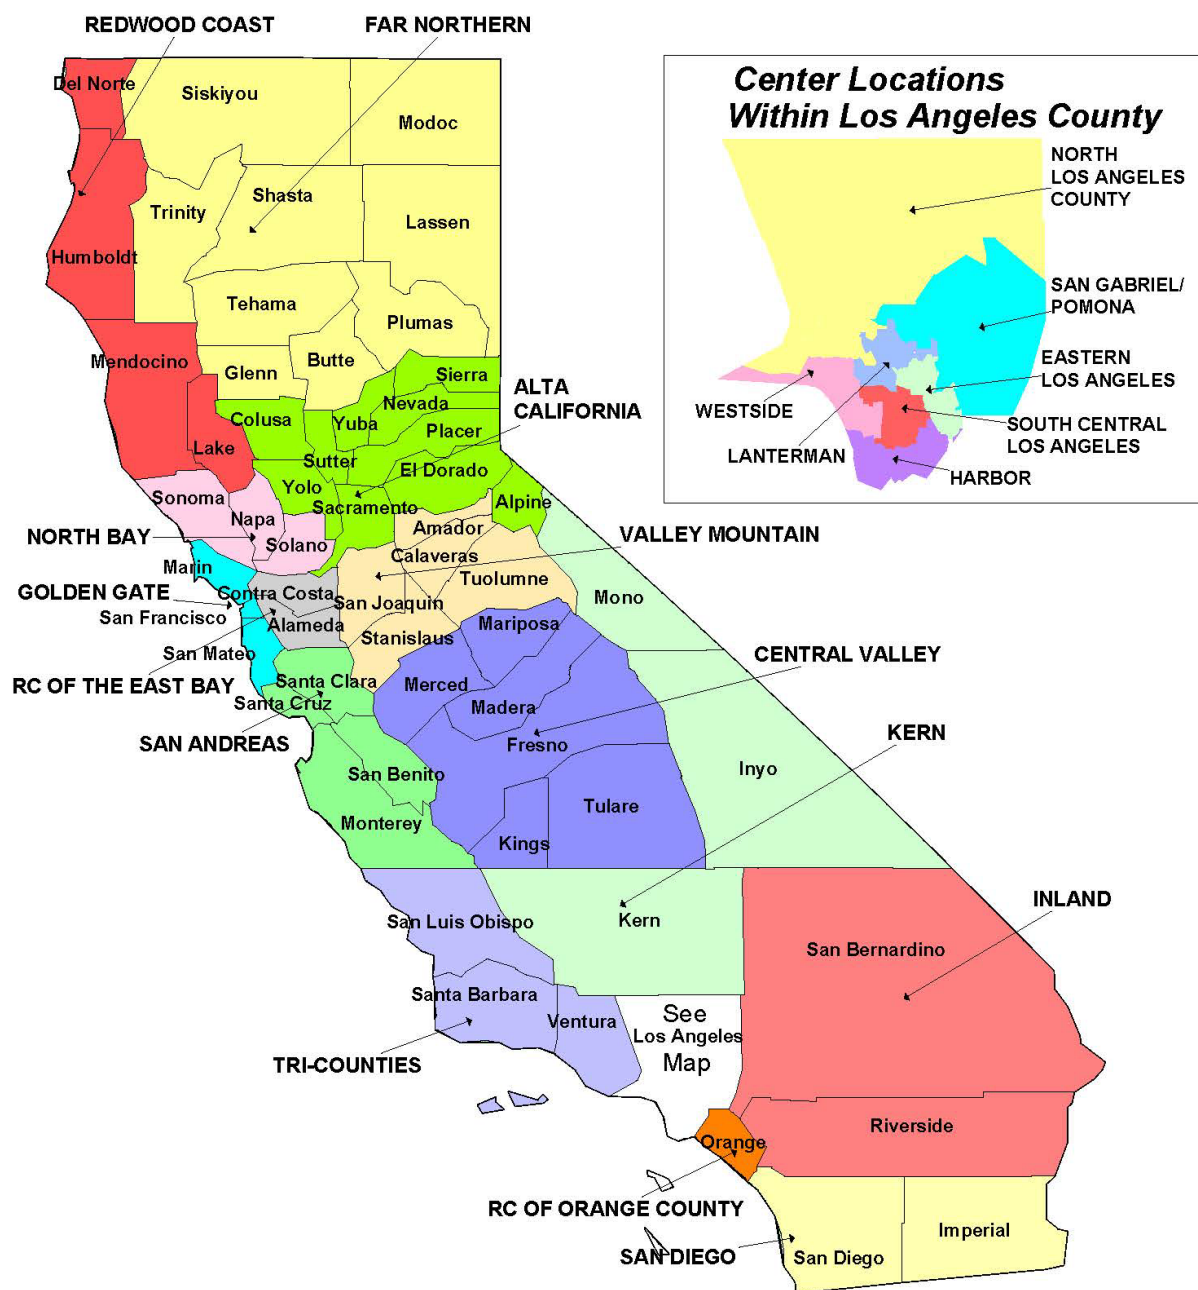 REDWOOD COAST
FAR NORTHERN
Del Norte
Siskiyou
Modoc
Trinity
Shasta
Lassen
Humboldt
Tehama
Plumas
Mendocino
Glenn
Butte
Sierra
ALTA
CALIFORNIA
Colusa
Yuba
Nevada
Placer
Lake
Sutter
El Dorado
Sonoma
Yolo
Sacramento
Alpine
Napa
Amador
NORTH BAY
Solano
Calaveras
VALLEY MOUNTAIN
Marin
Tuolumne
GOLDEN GATE
Contra Costa
San Joaquin
Mono
San Francisco
Alameda
Stanislaus
Mariposa
San Mateo
CENTRAL VALLEY
RC OF THE EAST BAY
Santa Clara
Merced
Santa Cruz
Madera
SAN ANDREAS
Fresno
KERN
San Benito
Inyo
Monterey
Tulare
Kings
INLAND
San Luis Obispo
Kern
San Bernardino
Santa Barbara
Ventura
See
Los Angeles
Map
TRI-COUNTIES
Orange
Riverside
RC OF ORANGE COUNTY
SAN DIEGO
San Diego
Imperial
Center Locations
Within Los Angeles County
NORTH
LOS ANGELES
COUNTY
SAN GABRIEL/
POMONA
EASTERN
LOS ANGELES
WESTSIDE
SOUTH CENTRAL
LOS ANGELES
LANTERMAN
HARBOR